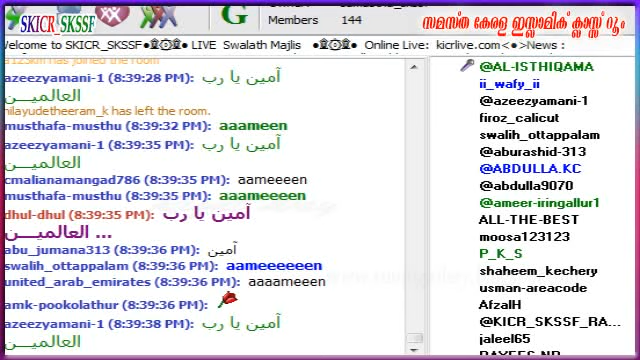 SKICR_SKSSF
G
Members 144
സമസ്ത കേരള ഇസ്ലാമിക് ക്ലാസ്സ് റൂം
Welcome to SKICR_SKSSF●۩۞۩● LIVE Swalath Majlis ●۩۞۩● Online Live: kicrlive.com<●>News :
has joined the room
azeezyamani-1 (8:39:28 PM): آمين يا رب
العالميـــن
nilayudetheeram_k has left the room.
musthafa-musthu (8:39:32 PM): aaameen
azeezyamani-1 (8:39:35 PM): آمين يا رب
العالميـــن
cmalianamangad786 (8:39:35 PM): aameeeen
musthafa-musthu (8:39:35 PM): aaameeeen
dhul-dhul (8:39:35 PM): آمين يا رب
العالميـــن ...
abu_jumana313 (8:39:36 PM): آمين
swalih_ottappalam (8:39:36 PM): aameeeeeen
united_arab_emirates (8:39:36 PM): aaaameeen
amk-pookolathur (8:39:36 PM):
azeezyamani-1 (8:39:38 PM): آمين يا رب
العالميـــن
@AL-ISTHIQAMA
ii_wafy_ii
@azeezyamani-1
firoz_calicut
swalih_ottappalam
@aburashid-313
@ABDULLA.KC
@abdulla9070
@ameer-iringallur1
ALL-THE-BEST
moosa123123
P_K_S
shaheem_kechery
usman-areacode
AfzalH
@KICR_SKSSF_RA...
jaleel65